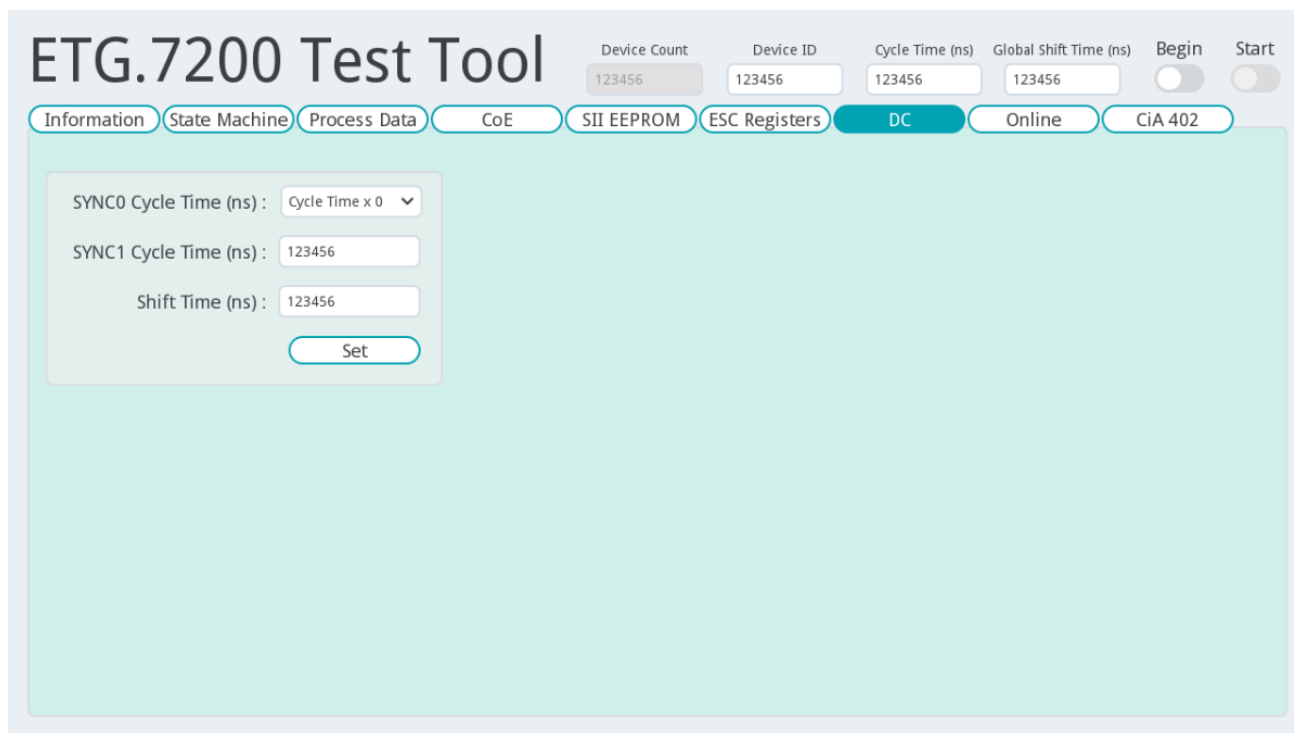 ETG.7200 Test Tool
Device Count Device ID Cycle Time (ns) Global Shift Time (ns) Begin Start
123456 123456 123456 123456
Information State Machine Process Data CoE SII EEPROM ESC Registers DC Online CiA 402
SYNC0 Cycle Time (ns) : Cycle Time x 0
SYNC1 Cycle Time (ns) : 123456
Shift Time (ns) : 123456
Set